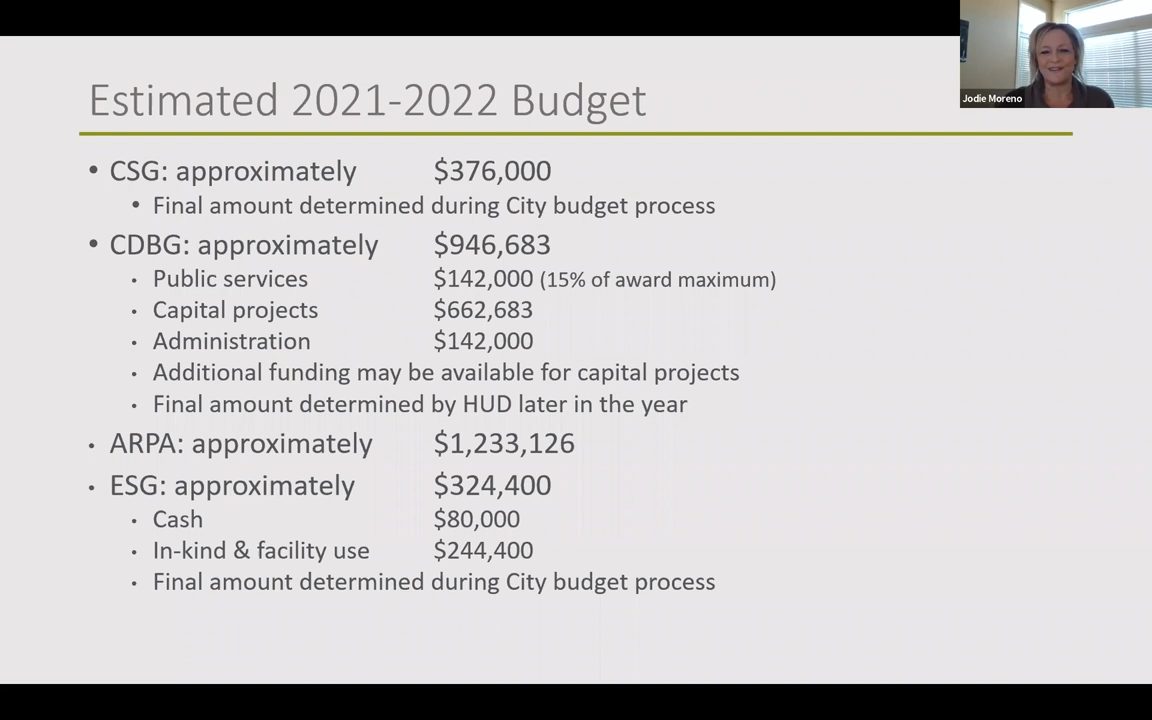 Estimated 2021-2022 Budget
Jodie Moreno
• CSG: approximately $376,000
• Final amount determined during City budget process
• CDBG: approximately $946,683
• Public services $142,000 (15% of award maximum)
• Capital projects $662,683
• Administration $142,000
• Additional funding may be available for capital projects
• Final amount determined by HUD later in the year
• ARPA: approximately $1,233,126
• ESG: approximately $324,400
• Cash $80,000
• In-kind & facility use $244,400
• Final amount determined during City budget process